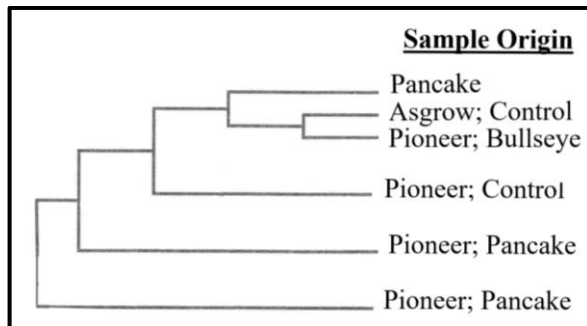 Sample Origin
Pancake
Asgrow; Control
Pioneer; Bullseye
Pioneer; Control
Pioneer; Pancake
Pioneer; Pancake